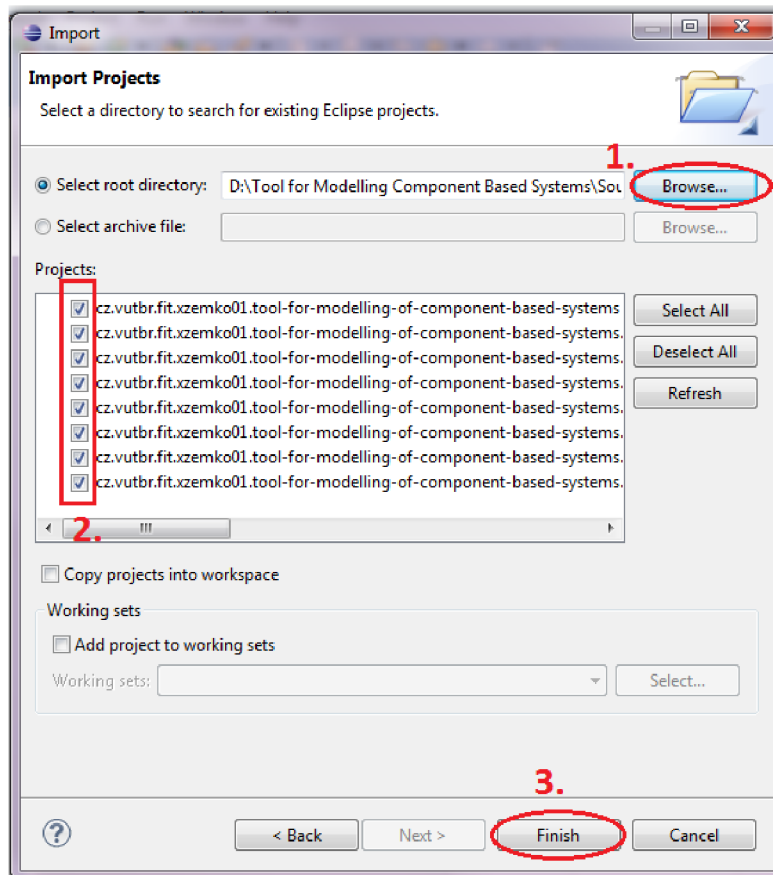 Import
Import Projects
Select a directory to search for existing Eclipse projects.
1.
Select root directory: D:\Tool for Modelling Component Based Systems\Sou Browse...
Select archive file: Browse...
Projects:
cz.vutbr.fit.xzemko01.tool-for-modelling-of-component-based-systems Select All
cz.vutbr.fit.xzemko01.tool-for-modelling-of-component-based-systems.
cz.vutbr.fit.xzemko01.tool-for-modelling-of-component-based-systems. Deselect All
cz.vutbr.fit.xzemko01.tool-for-modelling-of-component-based-systems.
cz.vutbr.fit.xzemko01.tool-for-modelling-of-component-based-systems. Refresh
cz.vutbr.fit.xzemko01.tool-for-modelling-of-component-based-systems.
cz.vutbr.fit.xzemko01.tool-for-modelling-of-component-based-systems.
cz.vutbr.fit.xzemko01.tool-for-modelling-of-component-based-systems.
2.
Copy projects into workspace
Working sets
Add project to working sets
Working sets: Select...
3.
? < Back Next > Finish Cancel